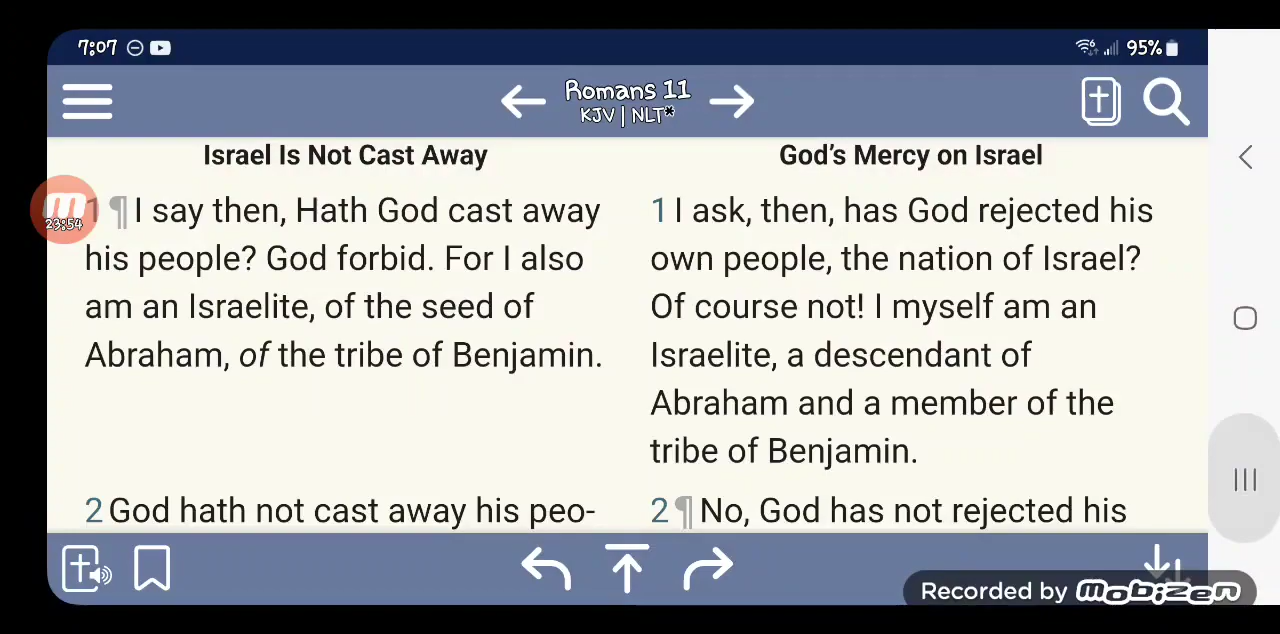 7:07 95%
Romans 11
KJV | NLT*
Israel Is Not Cast Away
1 ¶ I say then, Hath God cast away
his people? God forbid. For I also
am an Israelite, of the seed of
Abraham, of the tribe of Benjamin.
2 God hath not cast away his peo-
God's Mercy on Israel
1 I ask, then, has God rejected his
own people, the nation of Israel?
Of course not! I myself am an
Israelite, a descendant of
Abraham and a member of the
tribe of Benjamin.
2 ¶ No, God has not rejected his
23:54
Recorded by Mobizen